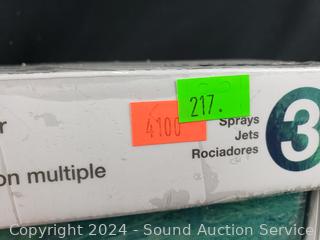 217.
4100
r
Sprays
Jets
Rociadores
3
on multiple
Copyright 2024 - Sound Auction Service